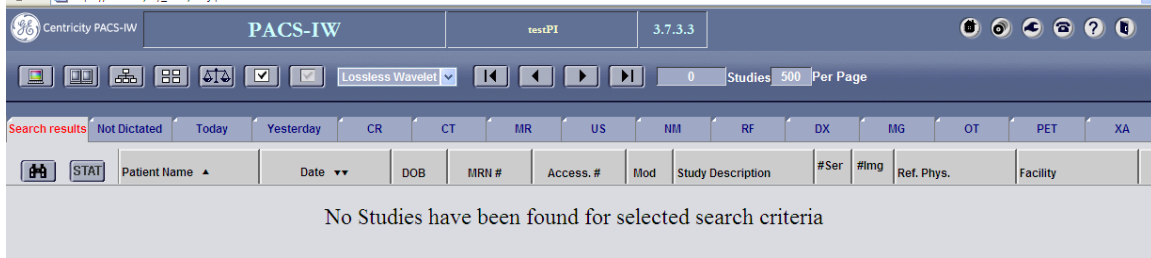 Centricity PACS-IW PACS-IW testPI 3.7.3.3 ?
Lossless Wavelet 0 Studies 500 Per Page
Search results Not Dictated Today Yesterday CR CT MR US NM RF DX MG OT PET XA
STAT Patient Name Date DOB MRN # Access. # Mod Study Description #Ser #Img Ref. Phys. Facility
No Studies have been found for selected search criteria